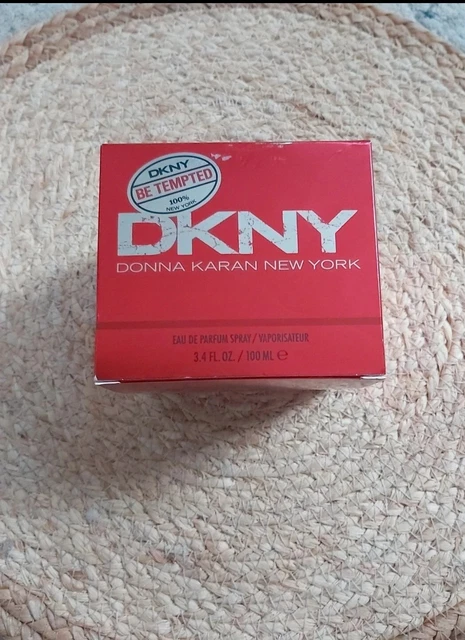 DKNY
BE TEMPTED
100%
NEW YORK
DKNY
DONNA KARAN NEW YORK
EAU DE PARFUM SPRAY / VAPORISATEUR
3.4 FL. OZ. / 100 ML ℮